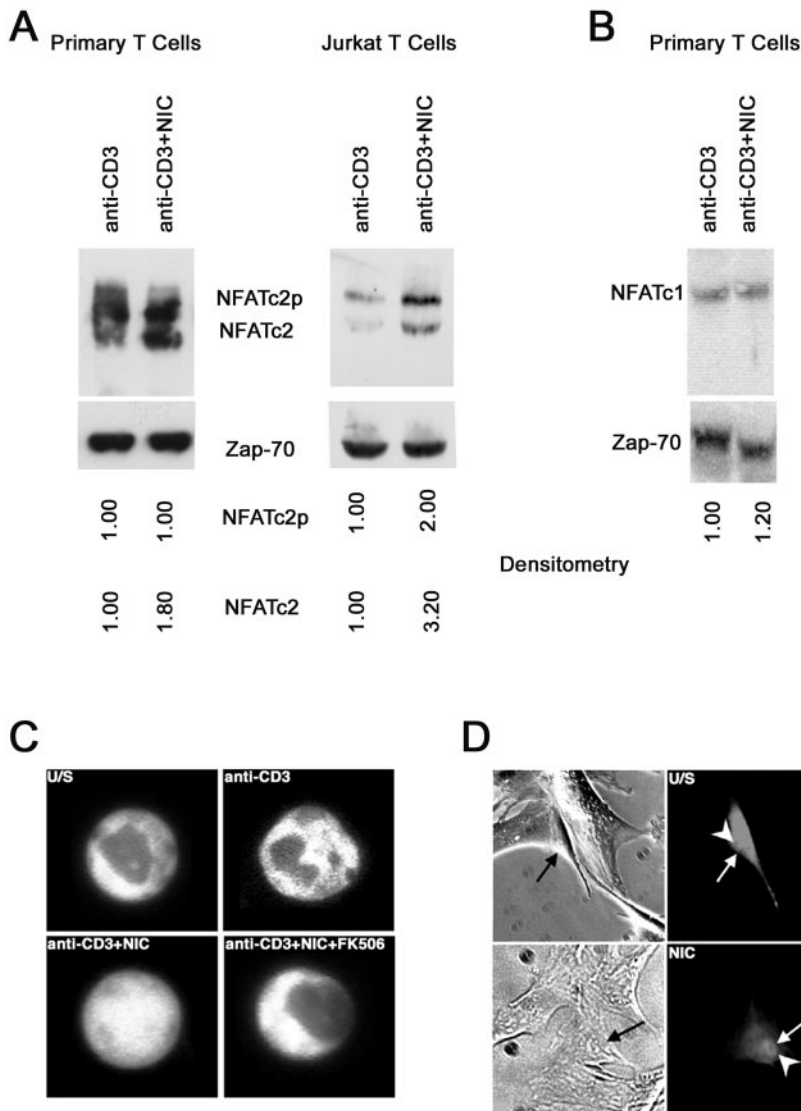 A
Primary T Cells
Jurkat T Cells
anti-CD3
anti-CD3+NIC
anti-CD3
anti-CD3+NIC
NFATc2p
NFATc2
Zap-70
1.00
1.00
NFATc2p
1.00
2.00
1.00
1.80
NFATc2
1.00
3.20
B
Primary T Cells
anti-CD3
anti-CD3+NIC
NFATc1
Zap-70
1.00
1.20
Densitometry
C
U/S
anti-CD3
anti-CD3+NIC
anti-CD3+NIC+FK506
D
U/S
NIC